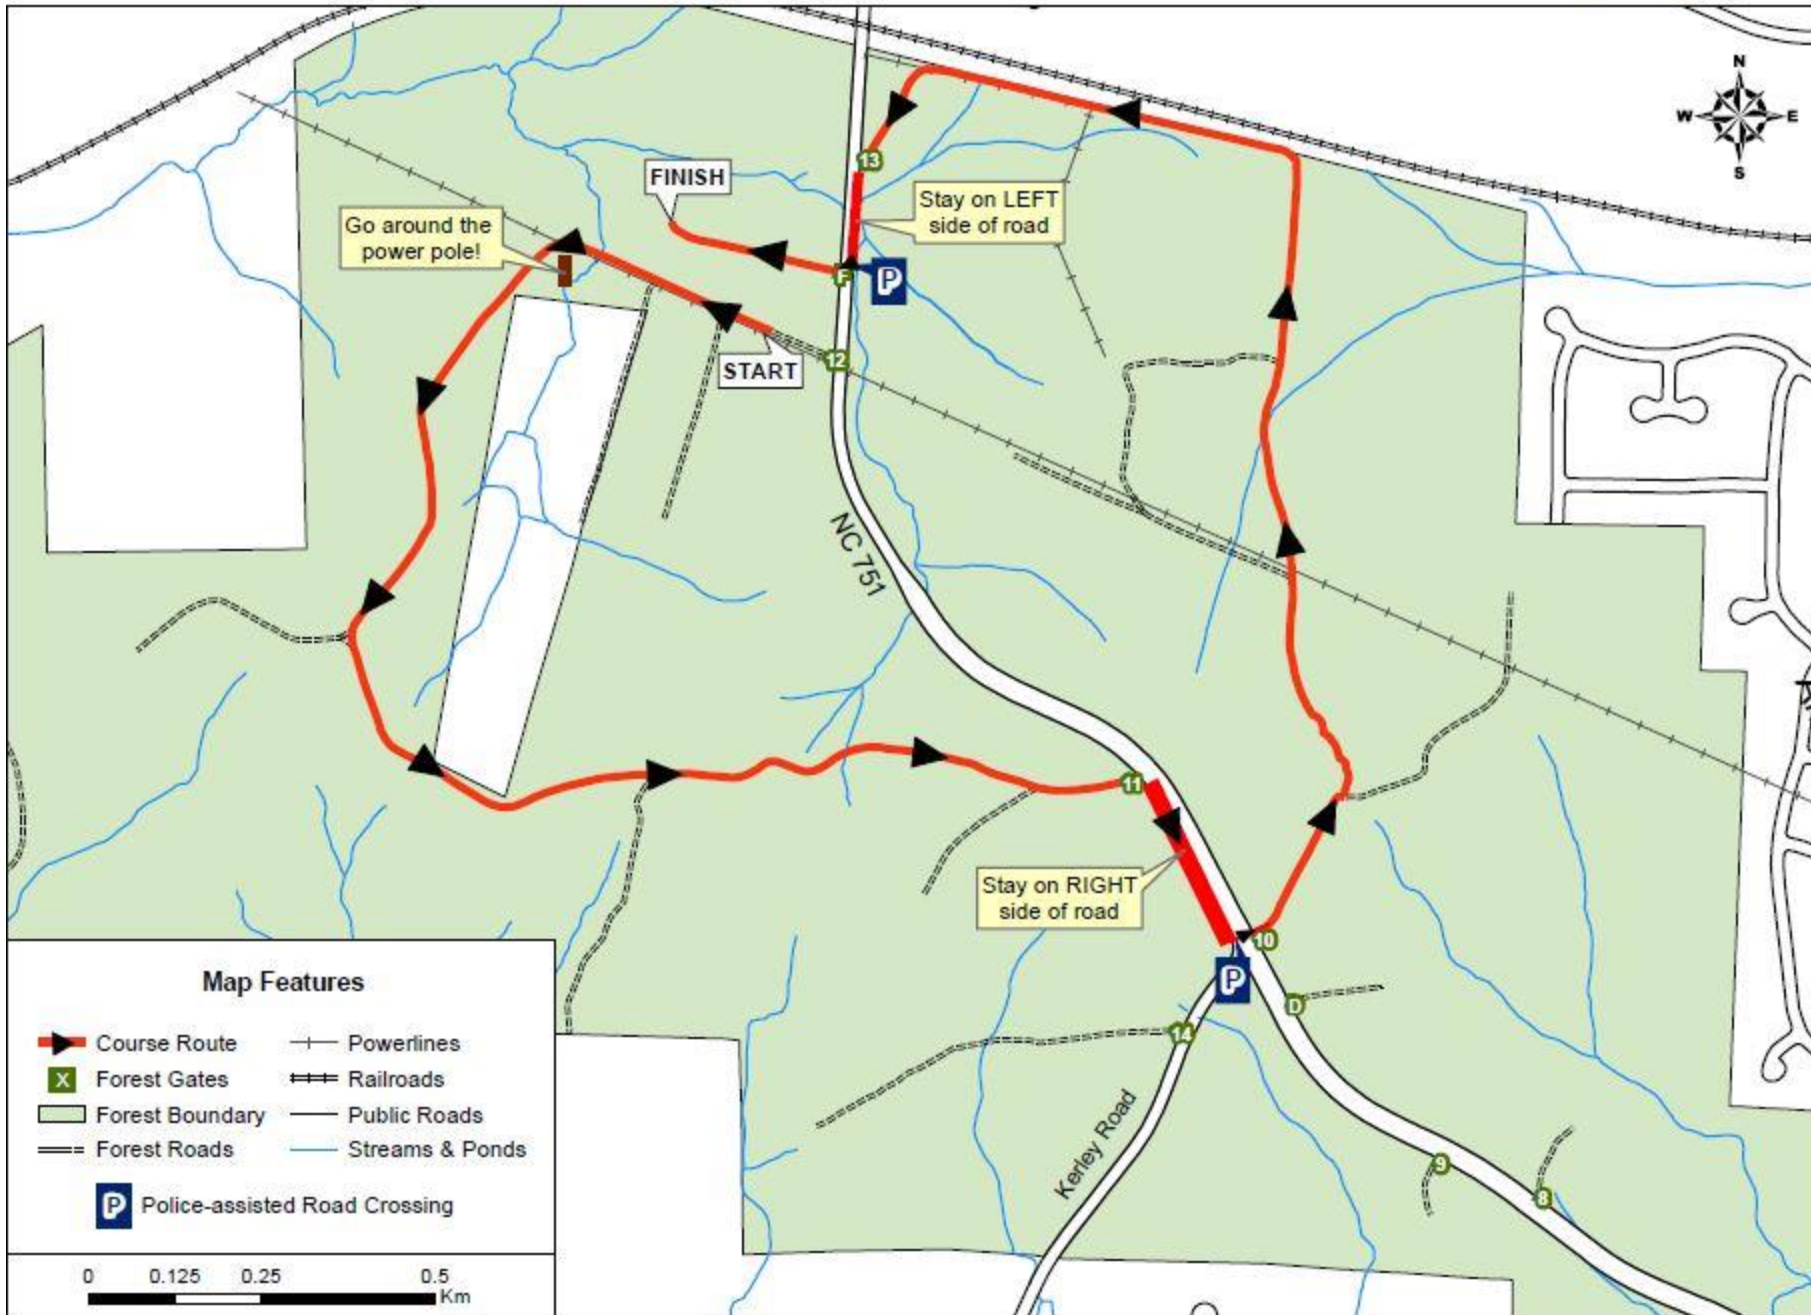 N
W E
S
13
FINISH
Stay on LEFT
side of road
Go around the
power pole!
F
P
12
START
NC 751
11
Stay on RIGHT
side of road
10
P
D
14
Kerley Road
9
8
Map Features
Course Route
Powerlines
X
Forest Gates
Railroads
Forest Boundary
Public Roads
Forest Roads
Streams & Ponds
P
Police-assisted Road Crossing
0 0.125 0.25 0.5
Km